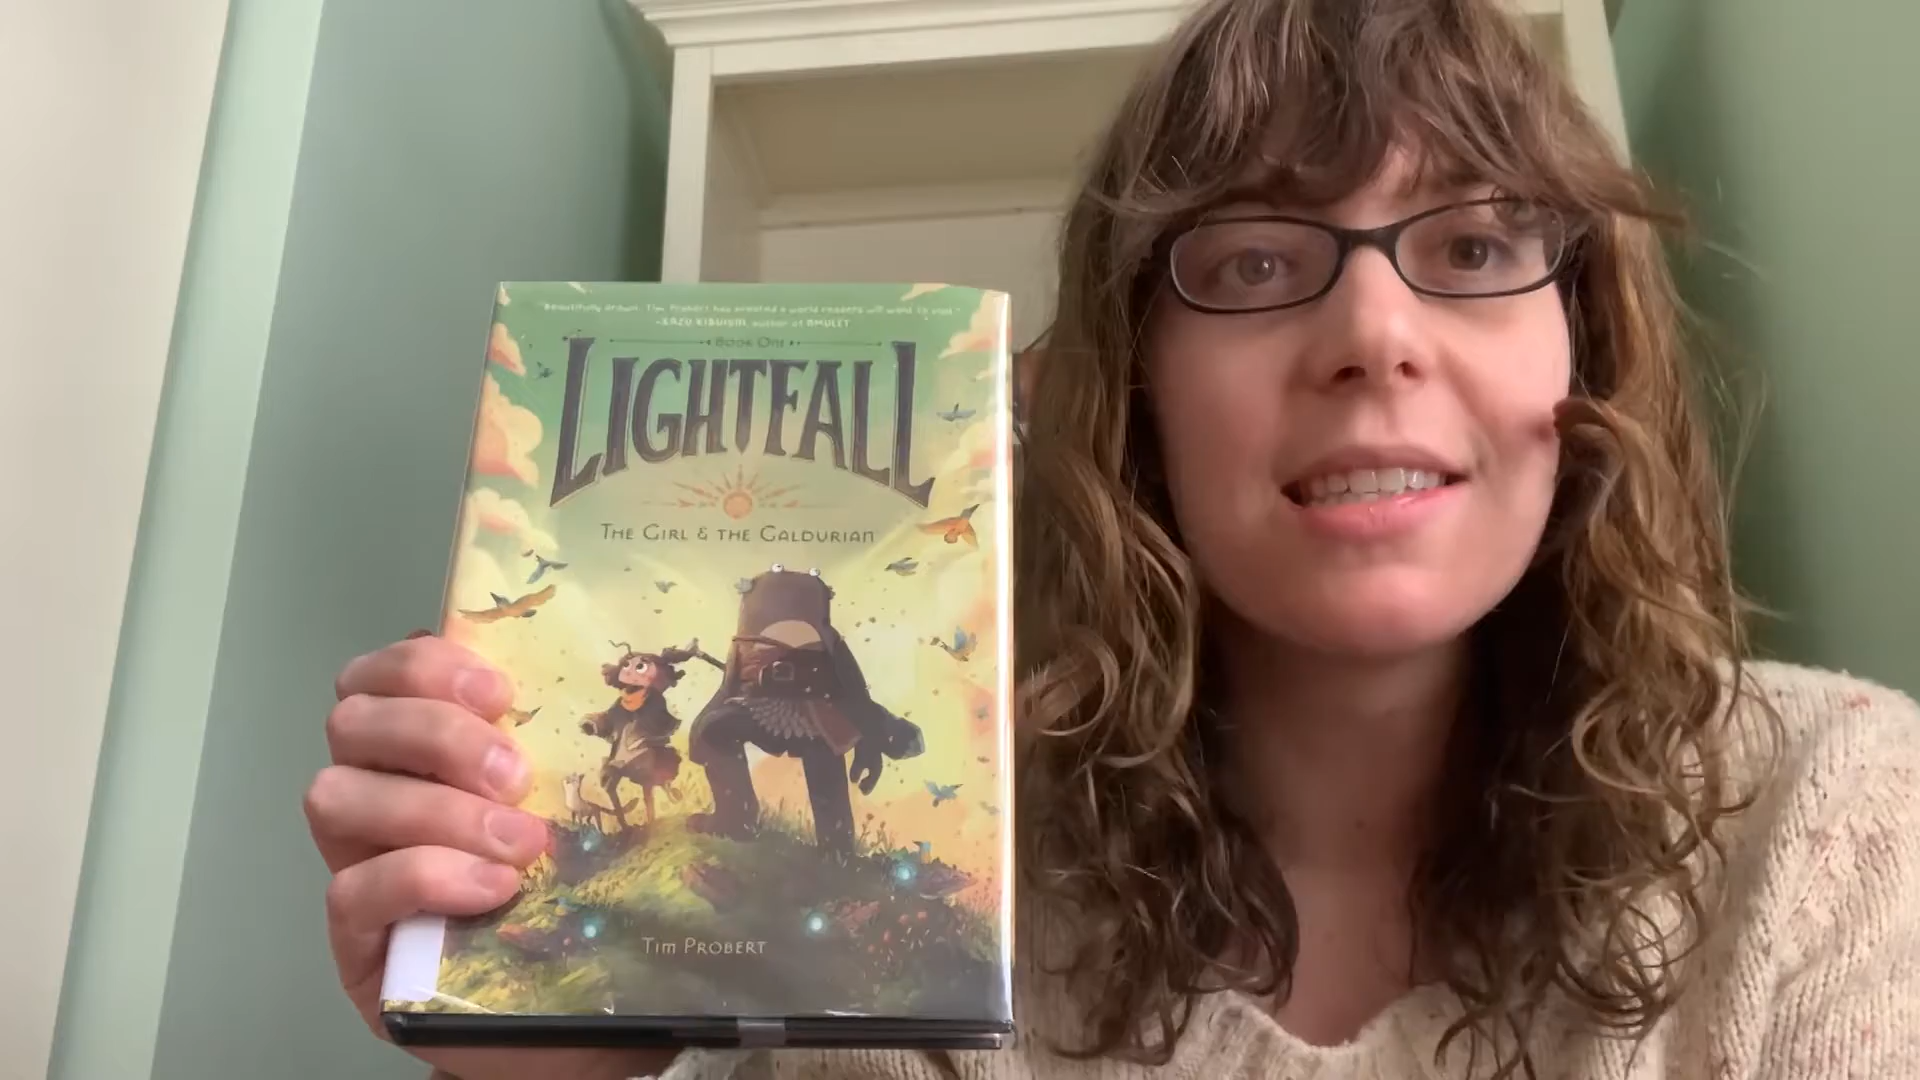 "Beautifully drawn. Tim Probert has created a world readers will want to visit."
–KAZU KIBUISHI, author of AMULET
BOOK ONE
LIGHTFALL
THE GIRL & THE GALDURIAN
TIM PROBERT